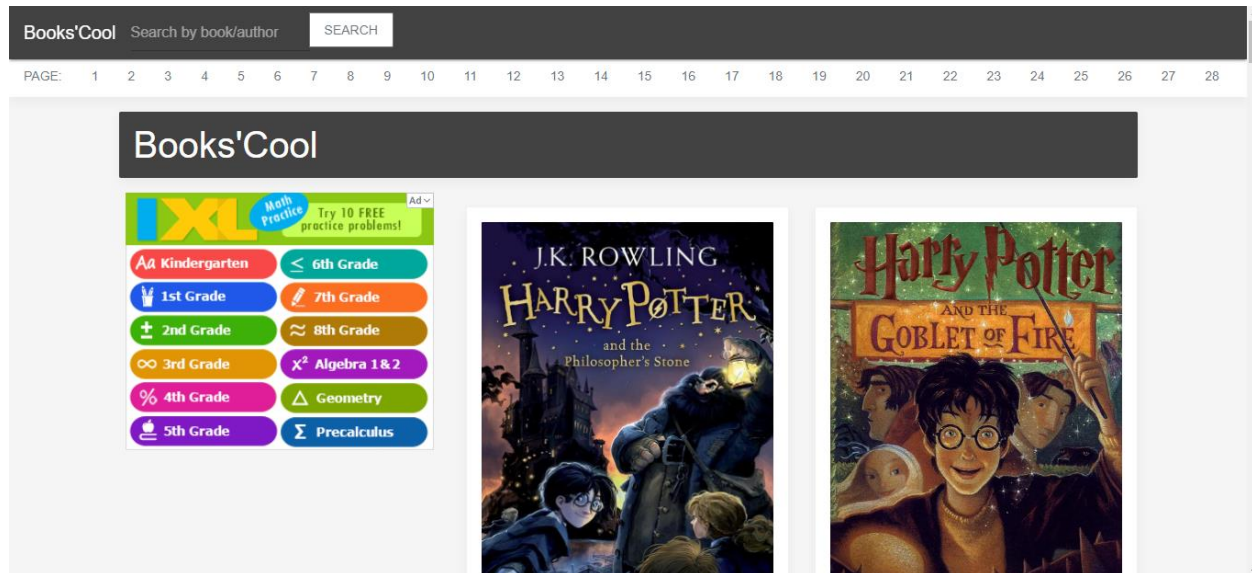 Books'Cool Search by book/author SEARCH
PAGE: 1 2 3 4 5 6 7 8 9 10 11 12 13 14 15 16 17 18 19 20 21 22 23 24 25 26 27 28
Books'Cool
IXL Math Practice Try 10 FREE practice problems! Ad
Aa Kindergarten ≤ 6th Grade
1st Grade 7th Grade
± 2nd Grade ≈ 8th Grade
∞ 3rd Grade x² Algebra 1 & 2
% 4th Grade △ Geometry
5th Grade Σ Precalculus
J.K. ROWLING
HARRY POTTER
and the
Philosopher's Stone
Harry Potter
AND THE
GOBLET OF FIRE